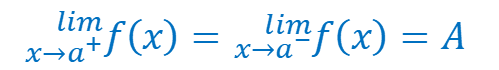 lim x→a⁺ f(x) = lim x→a⁻ f(x) = A